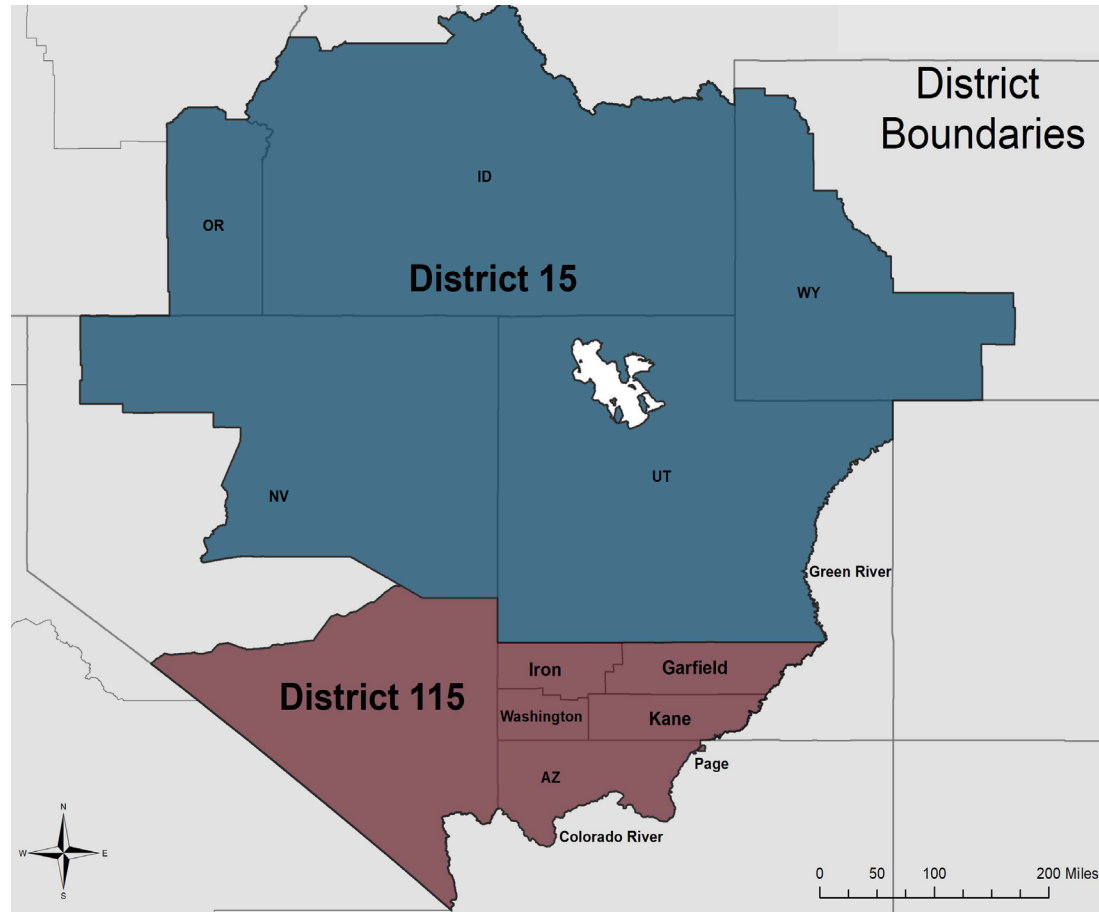 District
Boundaries
ID
OR
District 15
WY
UT
NV
Green River
Iron
Garfield
District 115
Washington
Kane
Page
AZ
Colorado River
N
W
E
S
0 50 100 200 Miles